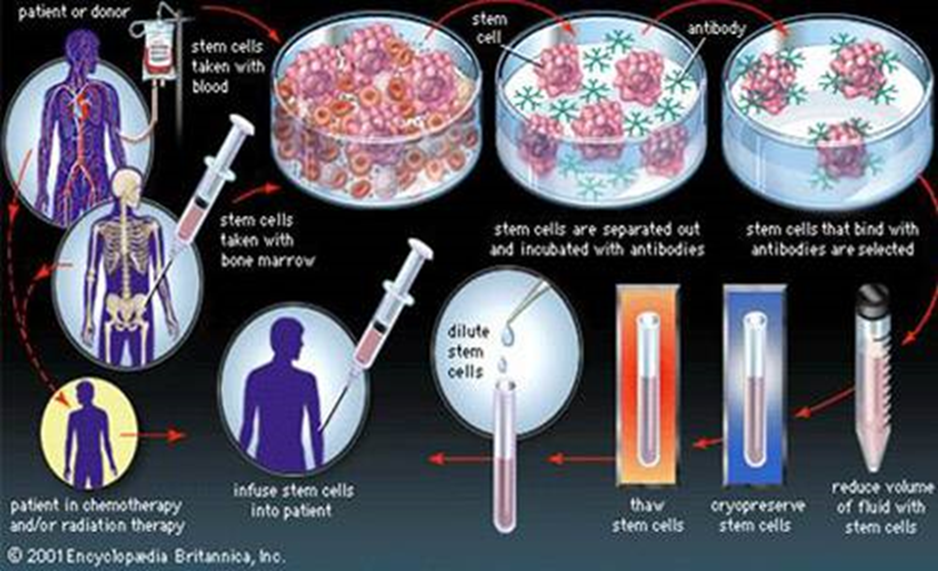 patient or donor
stem cells
taken with
blood
stem
cell
antibody
stem cells
taken with
bone marrow
stem cells are separated out
and incubated with antibodies
stem cells that bind with
antibodies are selected
dilute
stem
cells
patient in chemotherapy
and/or radiation therapy
infuse stem cells
into patient
thaw
stem cells
cryopreserve
stem cells
reduce volume
of fluid with
stem cells
© 2001 Encyclopædia Britannica, Inc.